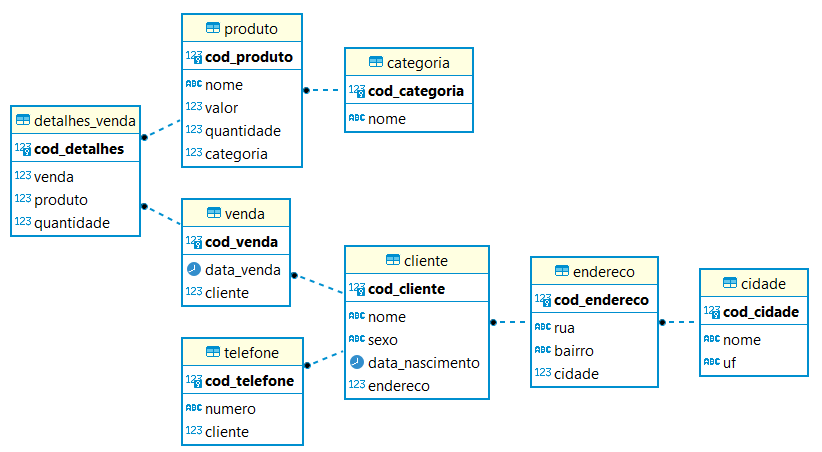 produto
123 cod_produto
ABC nome
123 valor
123 quantidade
123 categoria
categoria
123 cod_categoria
ABC nome
detalhes_venda
123 cod_detalhes
123 venda
123 produto
123 quantidade
venda
123 cod_venda
data_venda
123 cliente
cliente
123 cod_cliente
ABC nome
ABC sexo
data_nascimento
123 endereco
endereco
123 cod_endereco
ABC rua
ABC bairro
123 cidade
cidade
123 cod_cidade
ABC nome
ABC uf
telefone
123 cod_telefone
ABC numero
123 cliente